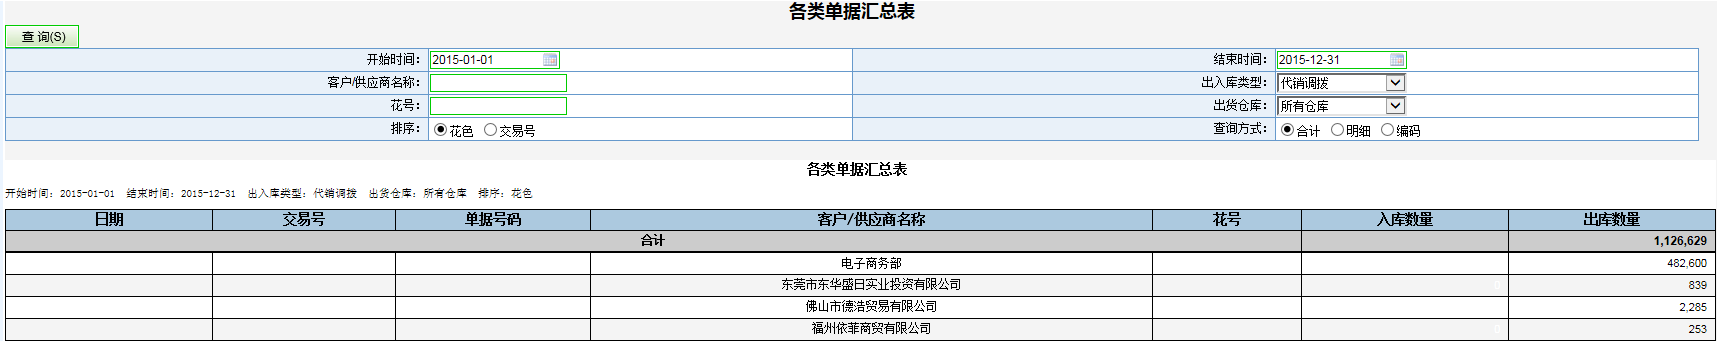 各类单据汇总表
查 询(S)
开始时间： 2015-01-01 结束时间： 2015-12-31
客户/供应商名称： 出入库类型： 代销调拨
花号： 出货仓库： 所有仓库
排序： 花色 交易号 查询方式： 合计 明细 编码
各类单据汇总表
开始时间：2015-01-01 结束时间：2015-12-31 出入库类型：代销调拨 出货仓库：所有仓库 排序：花色
日期 交易号 单据号码 客户/供应商名称 花号 入库数量 出库数量
合计 1,126,629
电子商务部 482,600
东莞市东华盛日实业投资有限公司 0 839
佛山市德浩贸易有限公司 2,285
福州依菲商贸有限公司 0 253